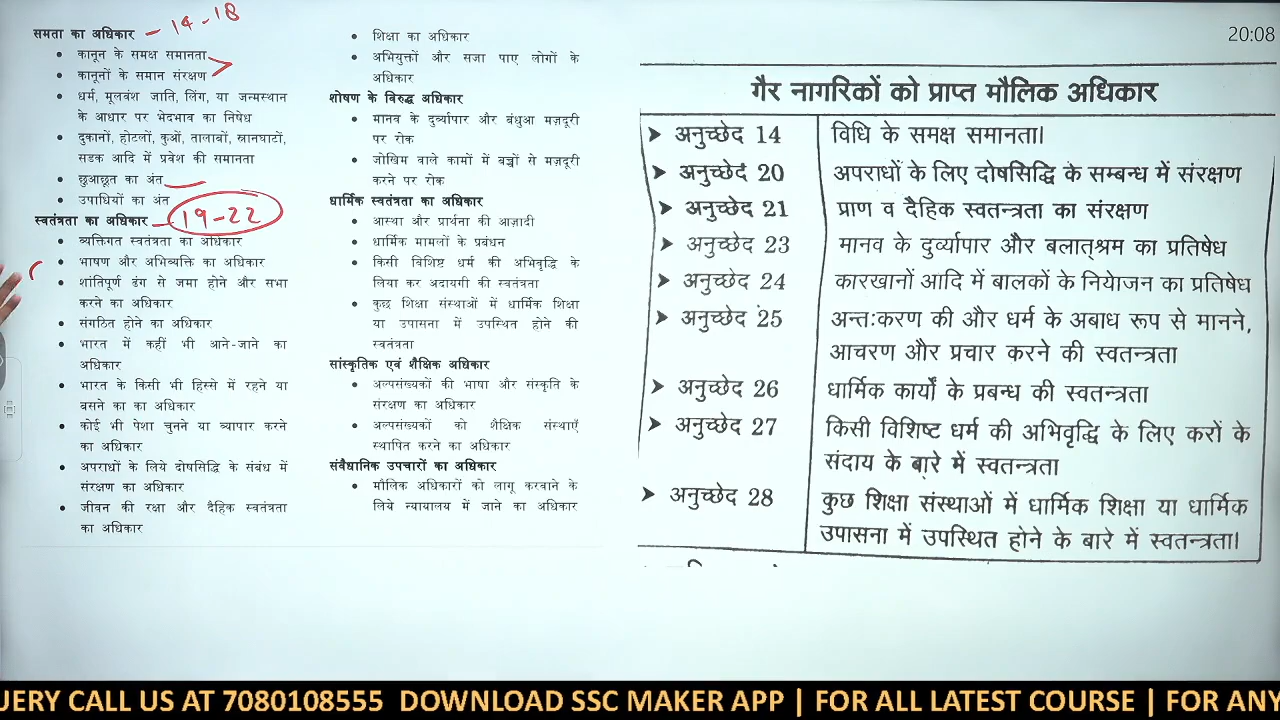 समता का अधिकार – 14 - 18
• कानून के समक्ष समानता
• कानूनों के समान संरक्षण
• धर्म, मूलवंश जाति, लिंग, या जन्मस्थान
के आधार पर भेदभाव का निषेध
• दुकानों, होटलों, कुओं, तालाबों, स्नानघाटों,
सडक आदि में प्रवेश की समानता
• छुआछूत का अंत
• उपाधियों का अंत
स्वतंत्रता का अधिकार – 19-22
• व्यक्तिगत स्वतंत्रता का अधिकार
• भाषण और अभिव्यक्ति का अधिकार
• शांतिपूर्ण ढंग से जमा होने और सभा
करने का अधिकार
• संगठित होने का अधिकार
• भारत में कहीं भी आने-जाने का
अधिकार
• भारत के किसी भी हिस्से में रहने या
बसने का का अधिकार
• कोई भी पेशा चुनने या व्यापार करने
का अधिकार
• अपराधों के लिये दोषसिद्धि के संबंध में
संरक्षण का अधिकार
• जीवन की रक्षा और दैहिक स्वतंत्रता
का अधिकार
• शिक्षा का अधिकार
• अभियुक्तों और सजा पाए लोगों के
अधिकार
शोषण के विरुद्ध अधिकार
• मानव के दुर्व्यापार और बंधुआ मज़दूरी
पर रोक
• जोखिम वाले कामों में बच्चों से मज़दूरी
करने पर रोक
धार्मिक स्वतंत्रता का अधिकार
• आस्था और प्रार्थना की आज़ादी
• धार्मिक मामलों के प्रबंधन
• किसी विशिष्ट धर्म की अभिवृद्धि के
लिया कर अदायगी की स्वतंत्रता
• कुछ शिक्षा संस्थाओं में धार्मिक शिक्षा
या उपासना में उपस्थित होने की
स्वतंत्रता
सांस्कृतिक एवं शैक्षिक अधिकार
• अल्पसंख्यकों की भाषा और संस्कृति के
संरक्षण का अधिकार
• अल्पसंख्यकों को शैक्षिक संस्थाएँ
स्थापित करने का अधिकार
संवैधानिक उपचारों का अधिकार
• मौलिक अधिकारों को लागू करवाने के
लिये न्यायालय में जाने का अधिकार
20:08
गैर नागरिकों को प्राप्त मौलिक अधिकार
➤ अनुच्छेद 14 विधि के समक्ष समानता।
➤ अनुच्छेद 20 अपराधों के लिए दोषसिद्धि के सम्बन्ध में संरक्षण
➤ अनुच्छेद 21 प्राण व दैहिक स्वतन्त्रता का संरक्षण
➤ अनुच्छेद 23 मानव के दुर्व्यापार और बलात्श्रम का प्रतिषेध
➤ अनुच्छेद 24 कारखानों आदि में बालकों के नियोजन का प्रतिषेध
➤ अनुच्छेद 25 अन्तःकरण की और धर्म के अबाध रूप से मानने,
आचरण और प्रचार करने की स्वतन्त्रता
➤ अनुच्छेद 26 धार्मिक कार्यों के प्रबन्ध की स्वतन्त्रता
➤ अनुच्छेद 27 किसी विशिष्ट धर्म की अभिवृद्धि के लिए करों के
संदाय के बारे में स्वतन्त्रता
➤ अनुच्छेद 28 कुछ शिक्षा संस्थाओं में धार्मिक शिक्षा या धार्मिक
उपासना में उपस्थित होने के बारे में स्वतन्त्रता।
UERY CALL US AT 7080108555 DOWNLOAD SSC MAKER APP | FOR ALL LATEST COURSE | FOR ANY